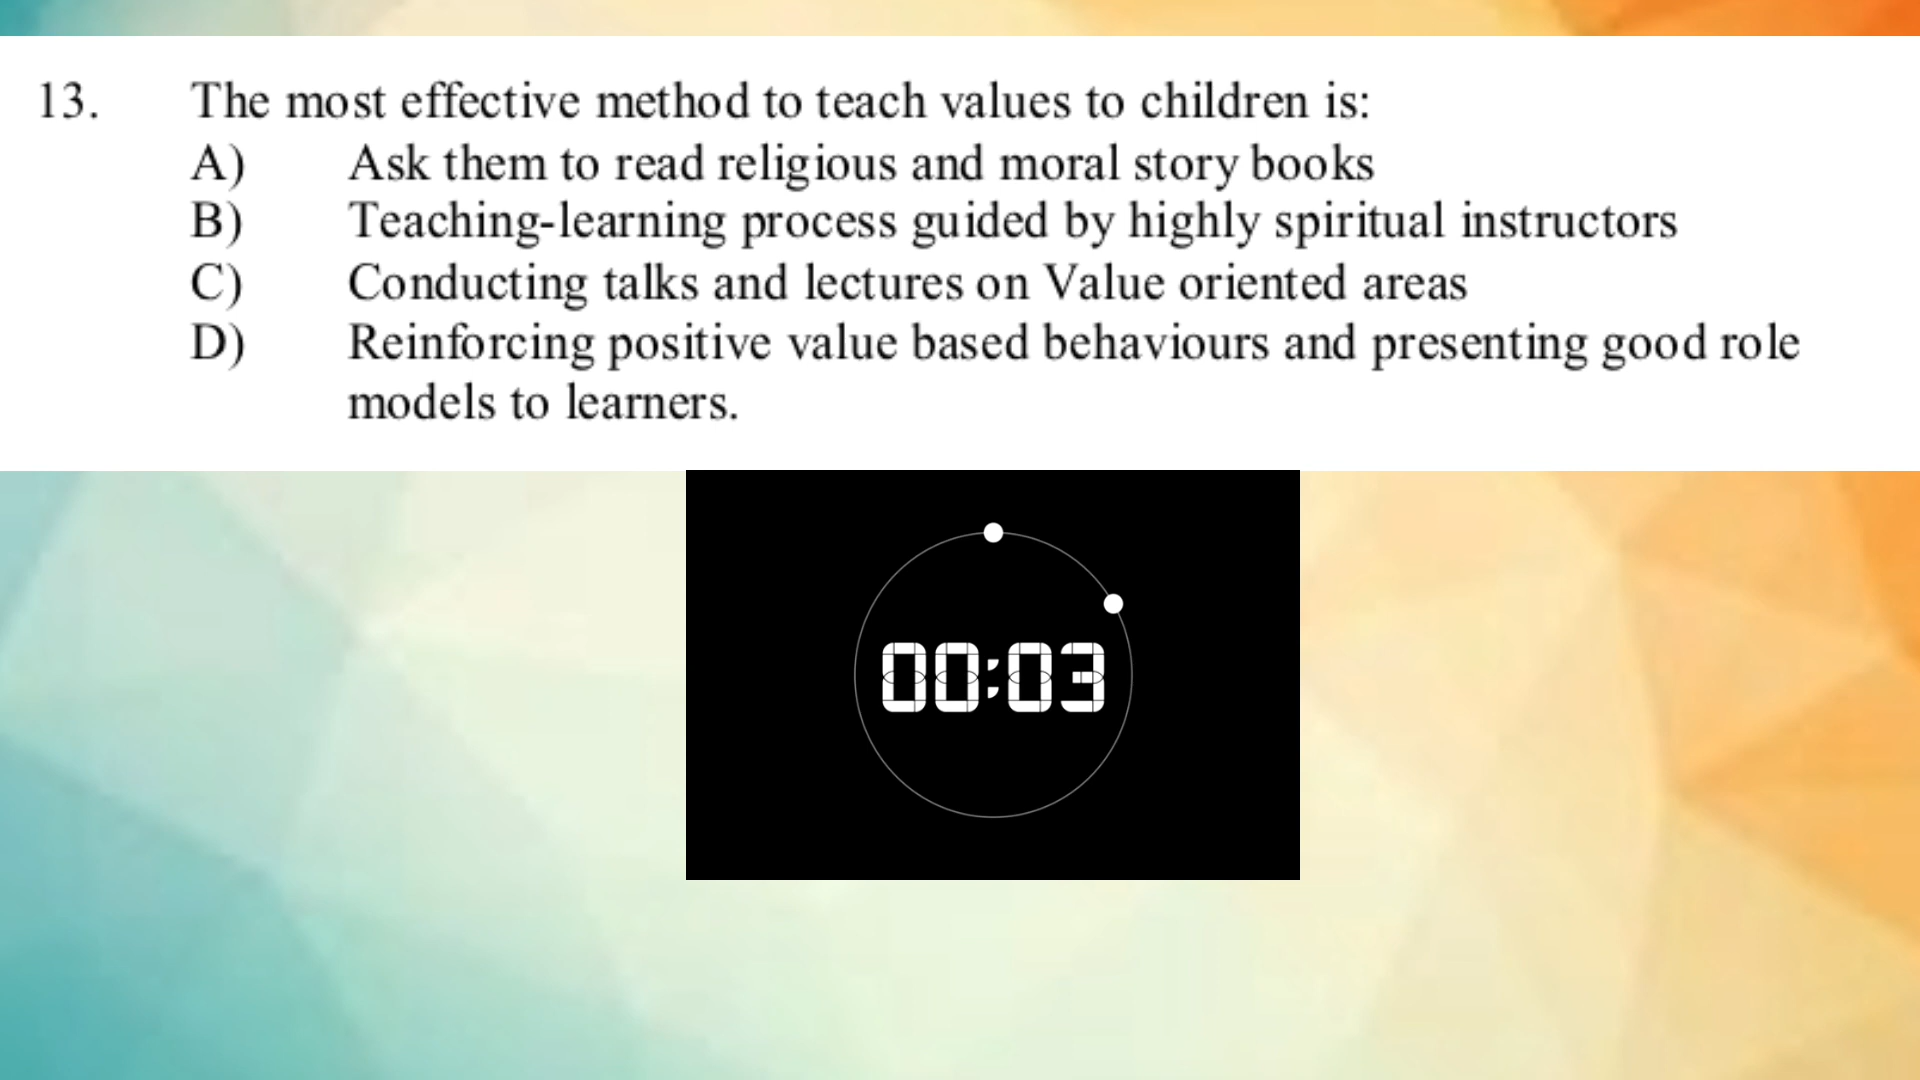 13. The most effective method to teach values to children is:
A) Ask them to read religious and moral story books
B) Teaching-learning process guided by highly spiritual instructors
C) Conducting talks and lectures on Value oriented areas
D) Reinforcing positive value based behaviours and presenting good role
models to learners.
00:03